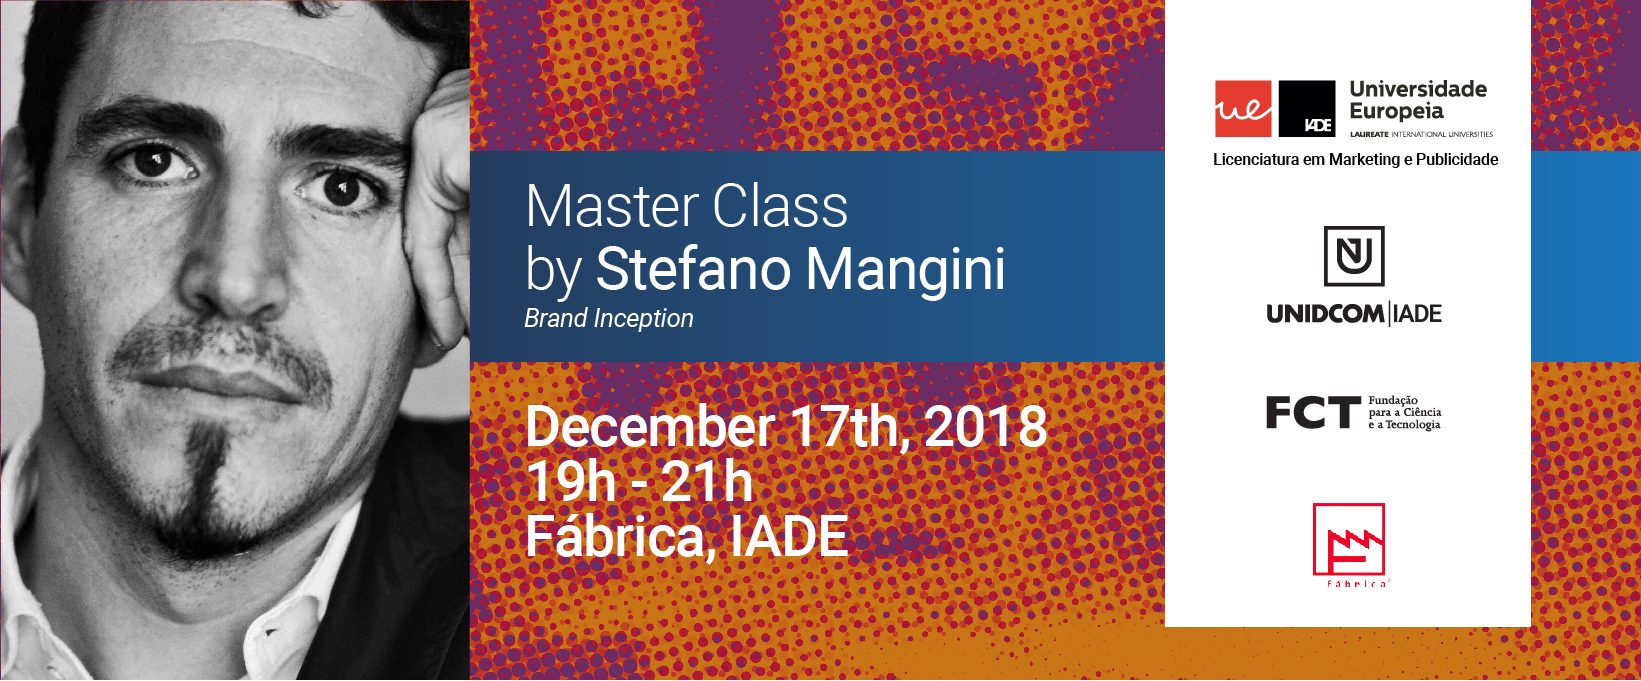 Master Class
by Stefano Mangini
Brand Inception
December 17th, 2018
19h - 21h
Fábrica, IADE
ue
IADE
Universidade
Europeia
LAUREATE INTERNATIONAL UNIVERSITIES
Licenciatura em Marketing e Publicidade
UNIDCOM|IADE
FCT
Fundação
para a Ciência
e a Tecnologia
Fábrica